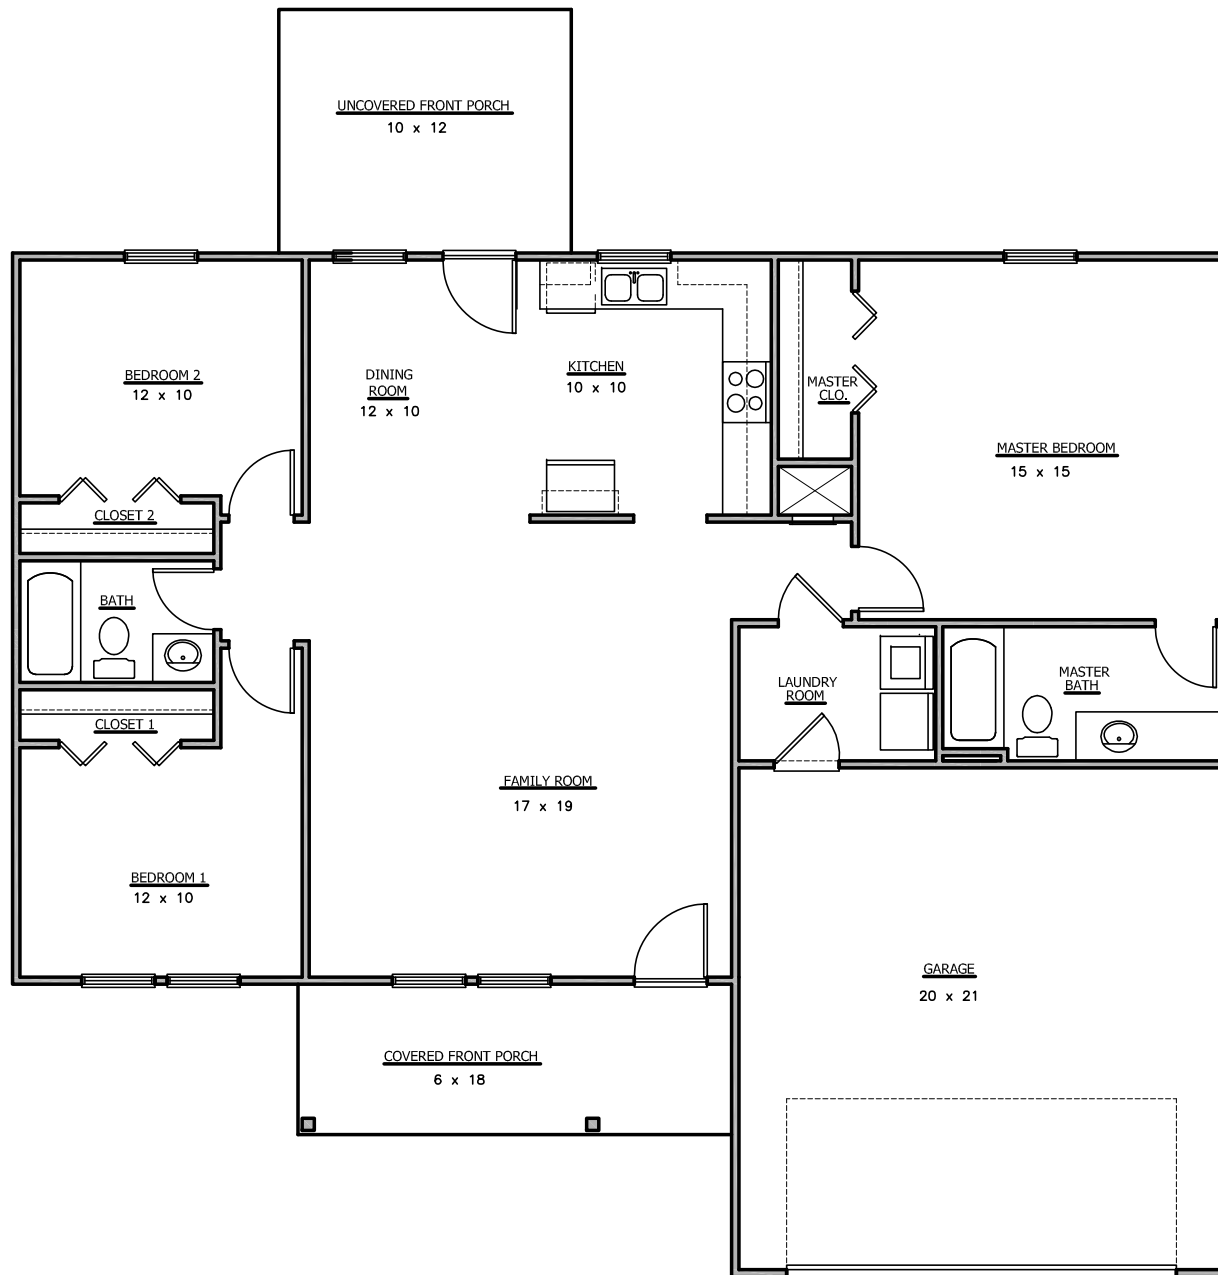 UNCOVERED FRONT PORCH
10 x 12
BEDROOM 2
12 x 10
DINING
ROOM
12 x 10
KITCHEN
10 x 10
MASTER
CLO.
MASTER BEDROOM
15 x 15
CLOSET 2
BATH
CLOSET 1
LAUNDRY
ROOM
MASTER
BATH
FAMILY ROOM
17 x 19
BEDROOM 1
12 x 10
GARAGE
20 x 21
COVERED FRONT PORCH
6 x 18